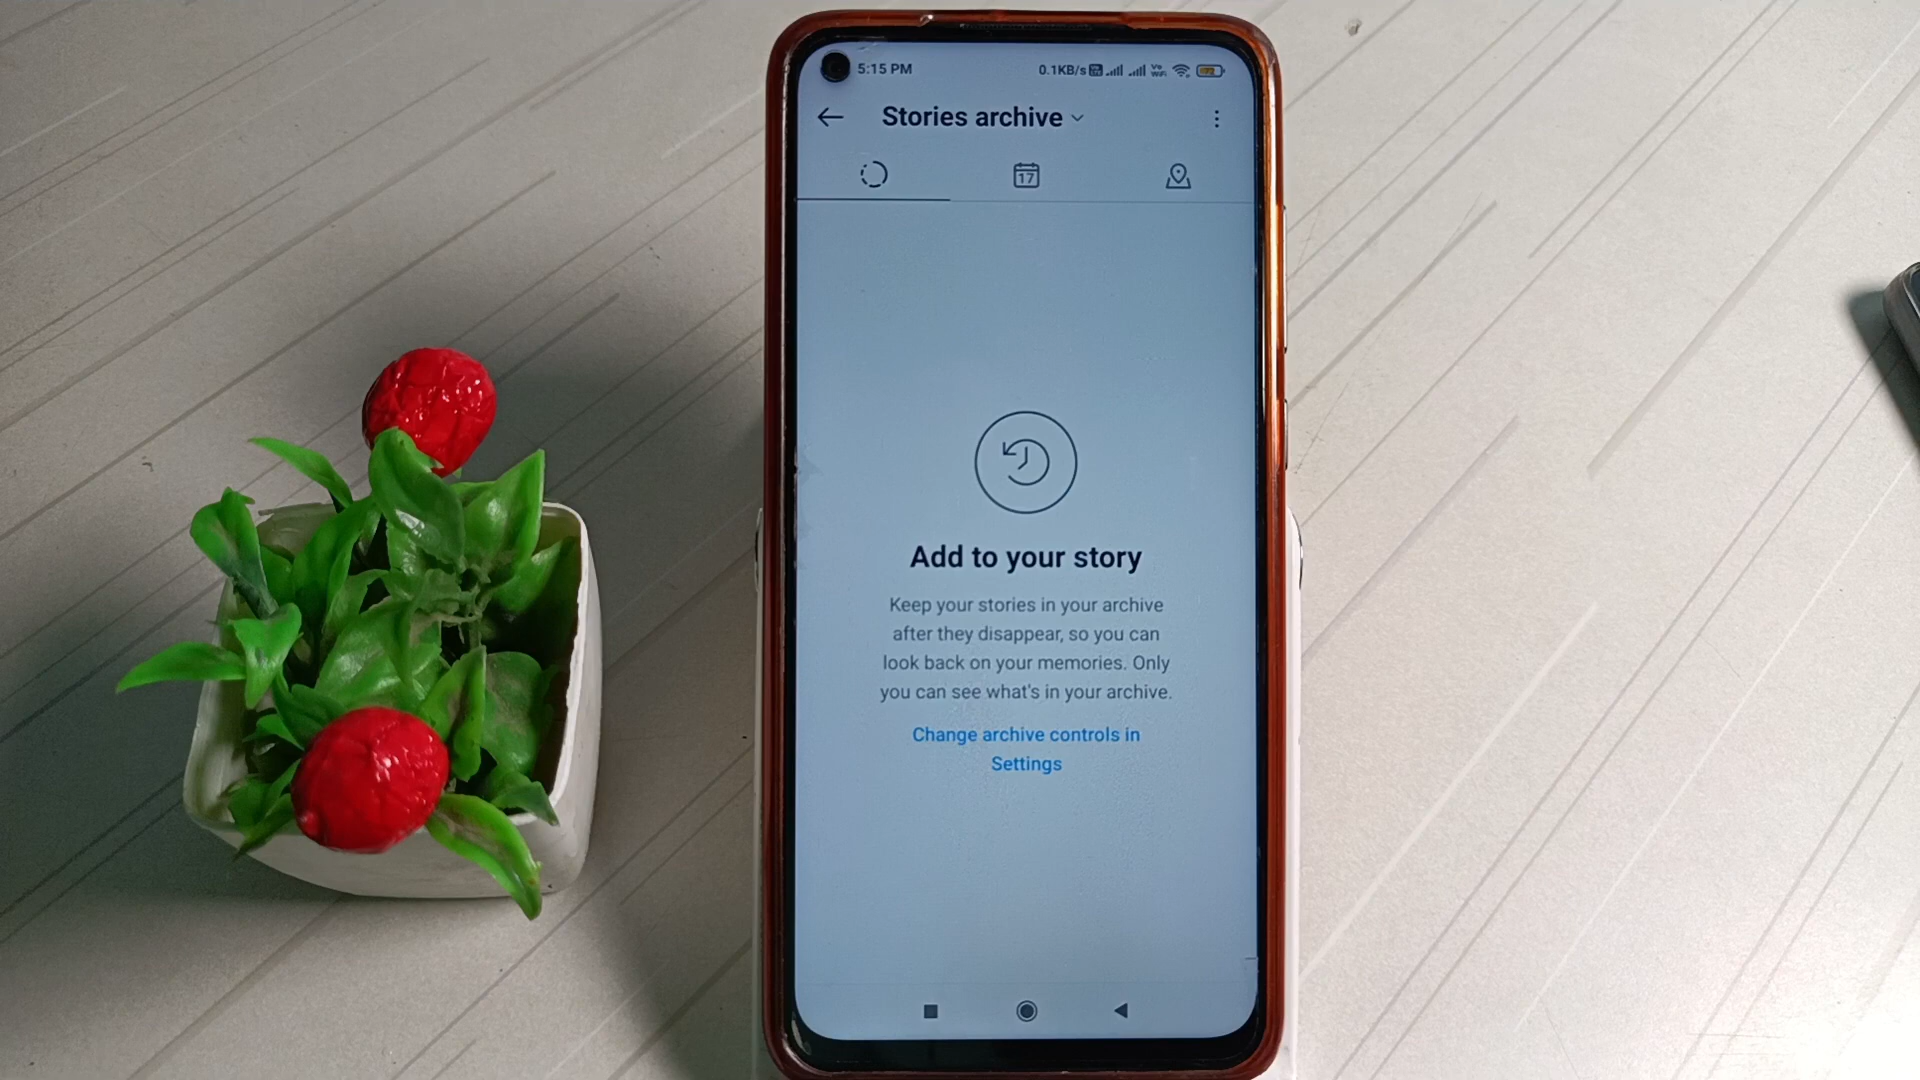 5:15 PM 0.1KB/s
Stories archive
17
Add to your story
Keep your stories in your archive
after they disappear, so you can
look back on your memories. Only
you can see what's in your archive.
Change archive controls in
Settings